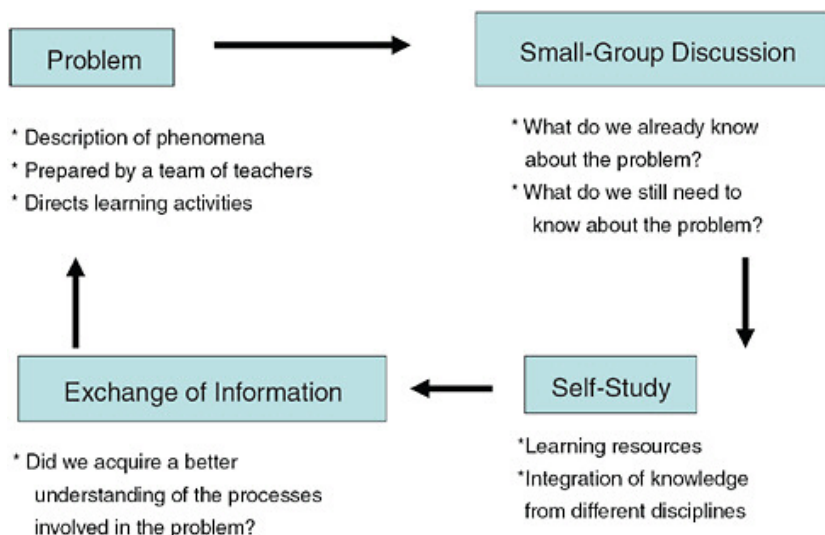 Problem
* Description of phenomena
* Prepared by a team of teachers
* Directs learning activities
Small-Group Discussion
* What do we already know
about the problem?
* What do we still need to
know about the problem?
Self-Study
*Learning resources
*Integration of knowledge
from different disciplines
Exchange of Information
* Did we acquire a better
understanding of the processes
involved in the problem?